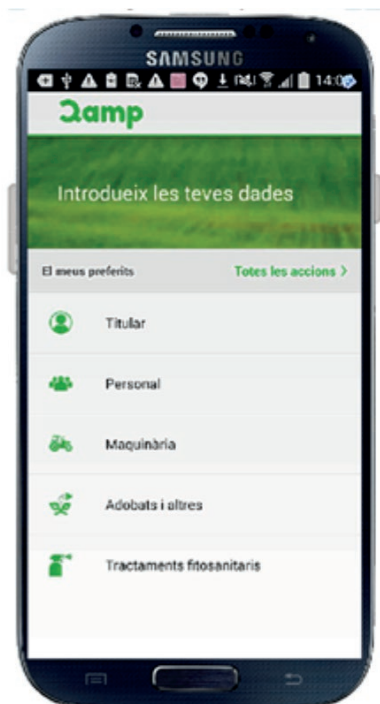 SAMSUNG
14:0
Qamp
Introdueix les teves dades
El meus preferits
Totes les accions >
Titular
Personal
Maquinària
Adobats i altres
Tractaments fitosanitaris